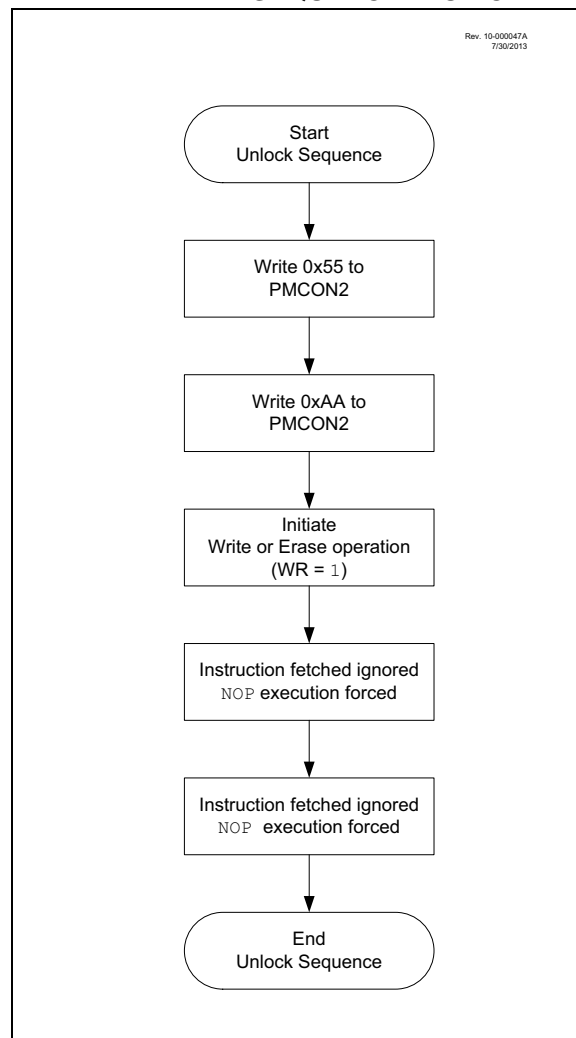 Rev. 10-000047A
7/30/2013
Start
Unlock Sequence
Write 0x55 to
PMCON2
Write 0xAA to
PMCON2
Initiate
Write or Erase operation
(WR = 1)
Instruction fetched ignored
NOP execution forced
Instruction fetched ignored
NOP execution forced
End
Unlock Sequence